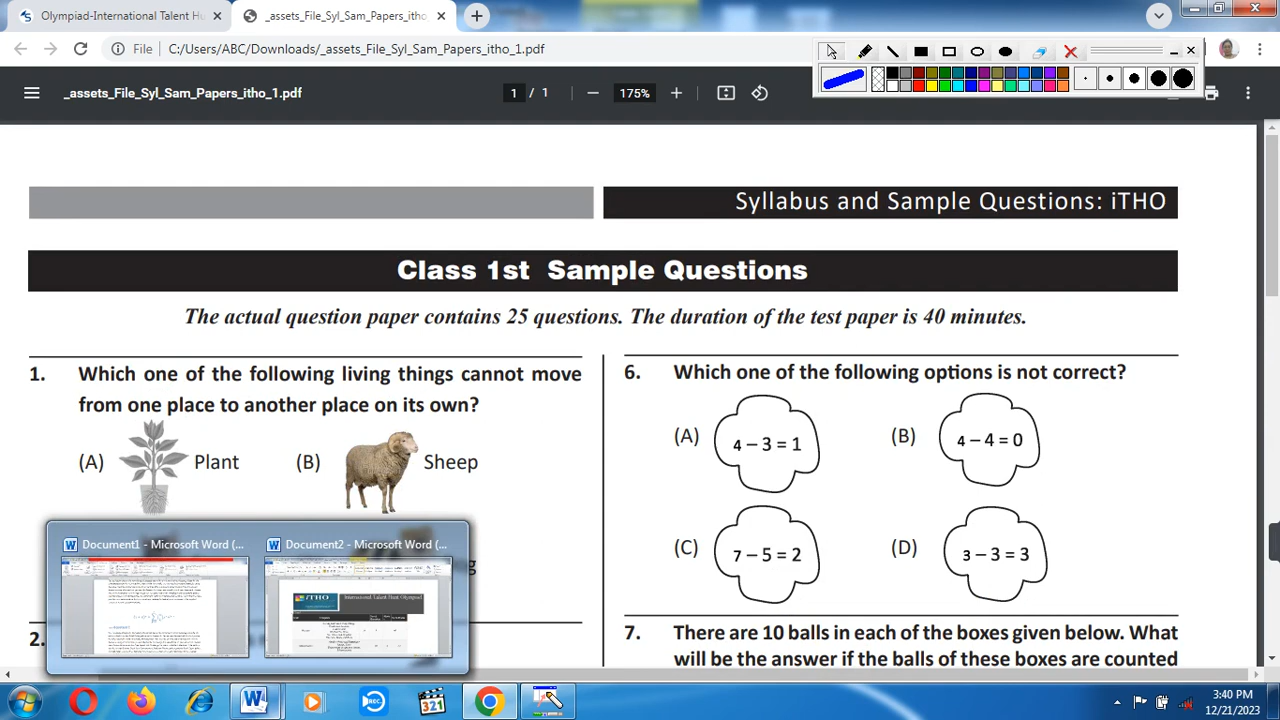 Olympiad-International Talent Hu
_assets_File_Syl_Sam_Papers_itho
File
C:/Users/ABC/Downloads/_assets_File_Syl_Sam_Papers_itho_1.pdf
_assets_File_Syl_Sam_Papers_itho_1.pdf
1 / 1
175%
Syllabus and Sample Questions: iTHO
Class 1st Sample Questions
The actual question paper contains 25 questions. The duration of the test paper is 40 minutes.
1. Which one of the following living things cannot move
from one place to another place on its own?
(A) Plant (B) Sheep
2.
6. Which one of the following options is not correct?
(A) 4 – 3 = 1 (B) 4 – 4 = 0
(C) 7 – 5 = 2 (D) 3 – 3 = 3
7. There are 10 balls in each of the boxes given below. What
will be the answer if the balls of these boxes are counted
Document1 - Microsoft Word (...
Document2 - Microsoft Word (...
iTHO International Talent Hunt Olympiad
321
3:40 PM
12/21/2023